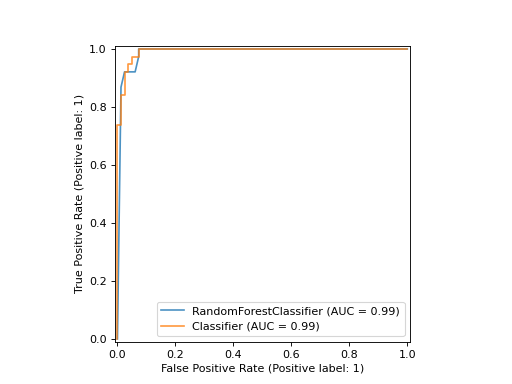 1.0
0.8
0.6
0.4
0.2
0.0
True Positive Rate (Positive label: 1)
RandomForestClassifier (AUC = 0.99)
Classifier (AUC = 0.99)
0.0 0.2 0.4 0.6 0.8 1.0
False Positive Rate (Positive label: 1)